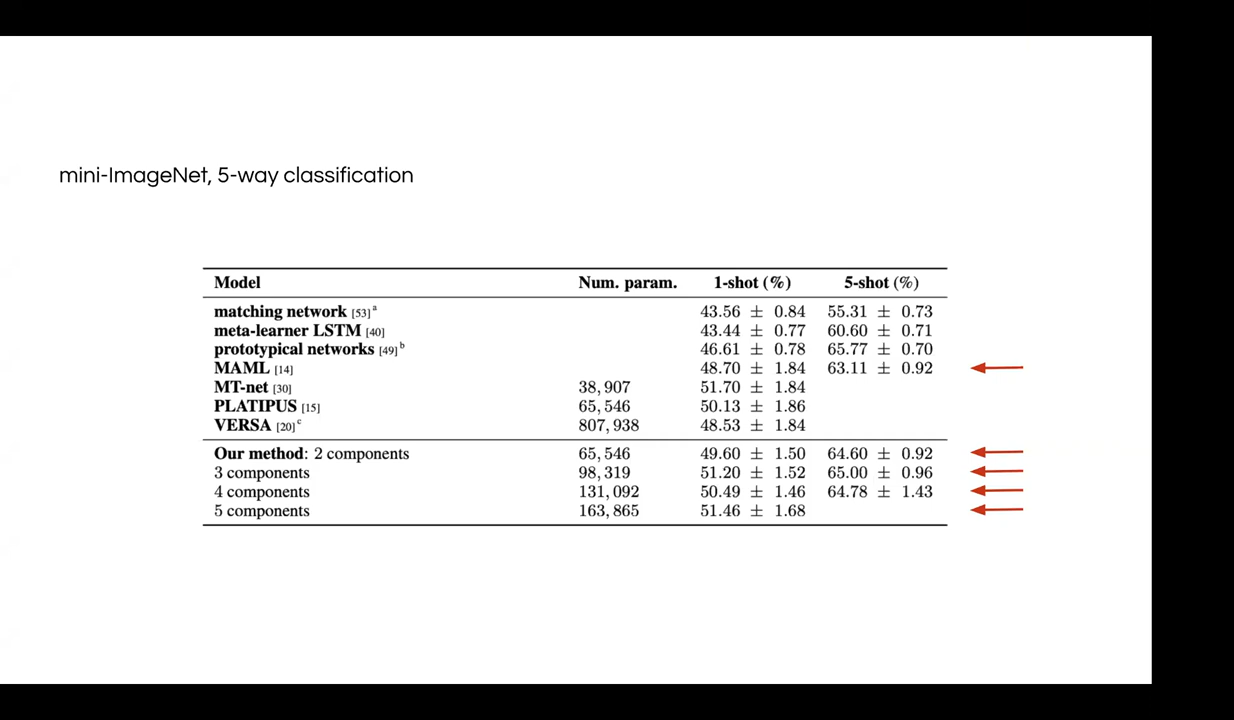 mini-ImageNet, 5-way classification
Model Num. param. 1-shot (%) 5-shot (%)
matching network [53]ᵃ 43.56 ± 0.84 55.31 ± 0.73
meta-learner LSTM [40] 43.44 ± 0.77 60.60 ± 0.71
prototypical networks [49]ᵇ 46.61 ± 0.78 65.77 ± 0.70
MAML [14] 48.70 ± 1.84 63.11 ± 0.92
MT-net [30] 38,907 51.70 ± 1.84
PLATIPUS [15] 65,546 50.13 ± 1.86
VERSA [20]ᶜ 807,938 48.53 ± 1.84
Our method: 2 components 65,546 49.60 ± 1.50 64.60 ± 0.92
3 components 98,319 51.20 ± 1.52 65.00 ± 0.96
4 components 131,092 50.49 ± 1.46 64.78 ± 1.43
5 components 163,865 51.46 ± 1.68